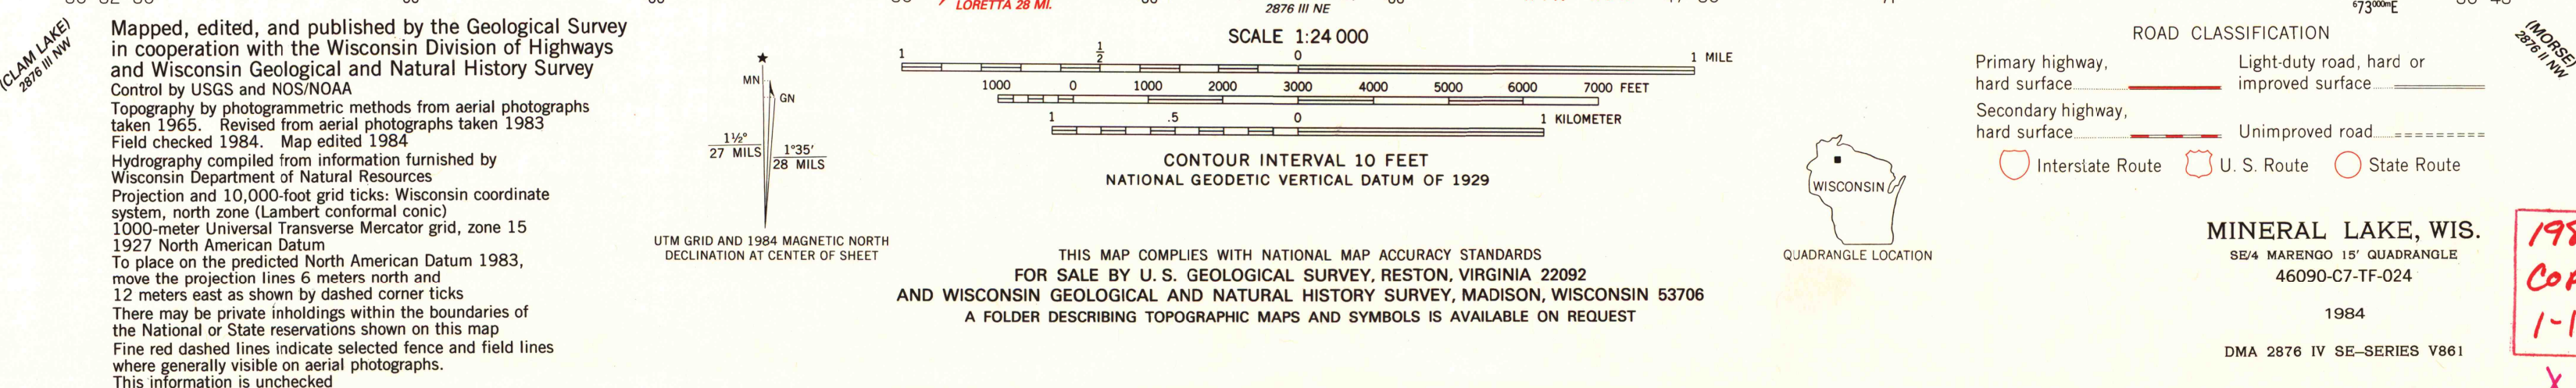 LORETTA 28 MI.
2876 III NE
⁶73⁰⁰⁰ᵐE
(CLAM LAKE)
2876 III NW
Mapped, edited, and published by the Geological Survey
in cooperation with the Wisconsin Division of Highways
and Wisconsin Geological and Natural History Survey
Control by USGS and NOS/NOAA
Topography by photogrammetric methods from aerial photographs
taken 1965. Revised from aerial photographs taken 1983
Field checked 1984. Map edited 1984
Hydrography compiled from information furnished by
Wisconsin Department of Natural Resources
Projection and 10,000-foot grid ticks: Wisconsin coordinate
system, north zone (Lambert conformal conic)
1000-meter Universal Transverse Mercator grid, zone 15
1927 North American Datum
To place on the predicted North American Datum 1983,
move the projection lines 6 meters north and
12 meters east as shown by dashed corner ticks
There may be private inholdings within the boundaries of
the National or State reservations shown on this map
Fine red dashed lines indicate selected fence and field lines
where generally visible on aerial photographs.
This information is unchecked
★
MN
GN
1½°
27 MILS
1°35′
28 MILS
UTM GRID AND 1984 MAGNETIC NORTH
DECLINATION AT CENTER OF SHEET
SCALE 1:24 000
1 ½ 0 1 MILE
1000 0 1000 2000 3000 4000 5000 6000 7000 FEET
1 .5 0 1 KILOMETER
CONTOUR INTERVAL 10 FEET
NATIONAL GEODETIC VERTICAL DATUM OF 1929
THIS MAP COMPLIES WITH NATIONAL MAP ACCURACY STANDARDS
FOR SALE BY U. S. GEOLOGICAL SURVEY, RESTON, VIRGINIA 22092
AND WISCONSIN GEOLOGICAL AND NATURAL HISTORY SURVEY, MADISON, WISCONSIN 53706
A FOLDER DESCRIBING TOPOGRAPHIC MAPS AND SYMBOLS IS AVAILABLE ON REQUEST
WISCONSIN
QUADRANGLE LOCATION
ROAD CLASSIFICATION
Primary highway,
hard surface
Light-duty road, hard or
improved surface
Secondary highway,
hard surface
Unimproved road
Interstate Route U. S. Route State Route
(MORSE)
2876 II NW
MINERAL LAKE, WIS.
SE/4 MARENGO 15′ QUADRANGLE
46090-C7-TF-024
1984
DMA 2876 IV SE–SERIES V861